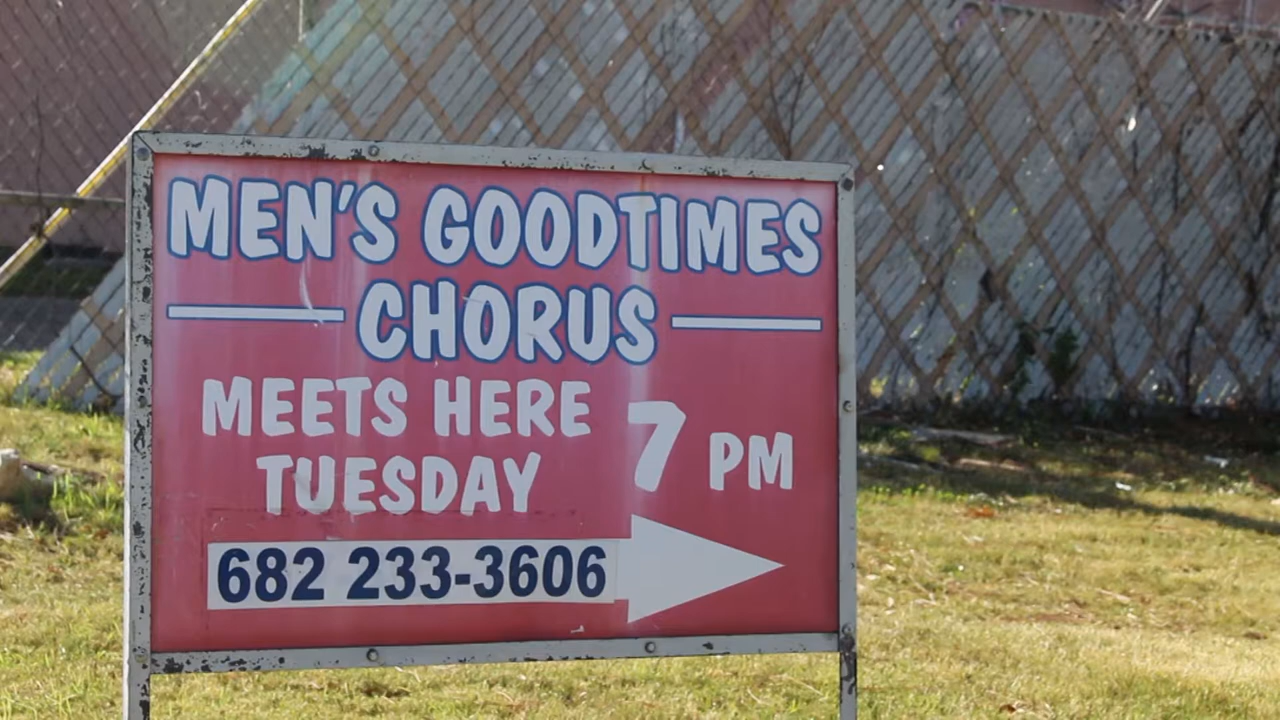 MEN'S GOODTIMES
CHORUS
MEETS HERE
TUESDAY
7 PM
682 233-3606